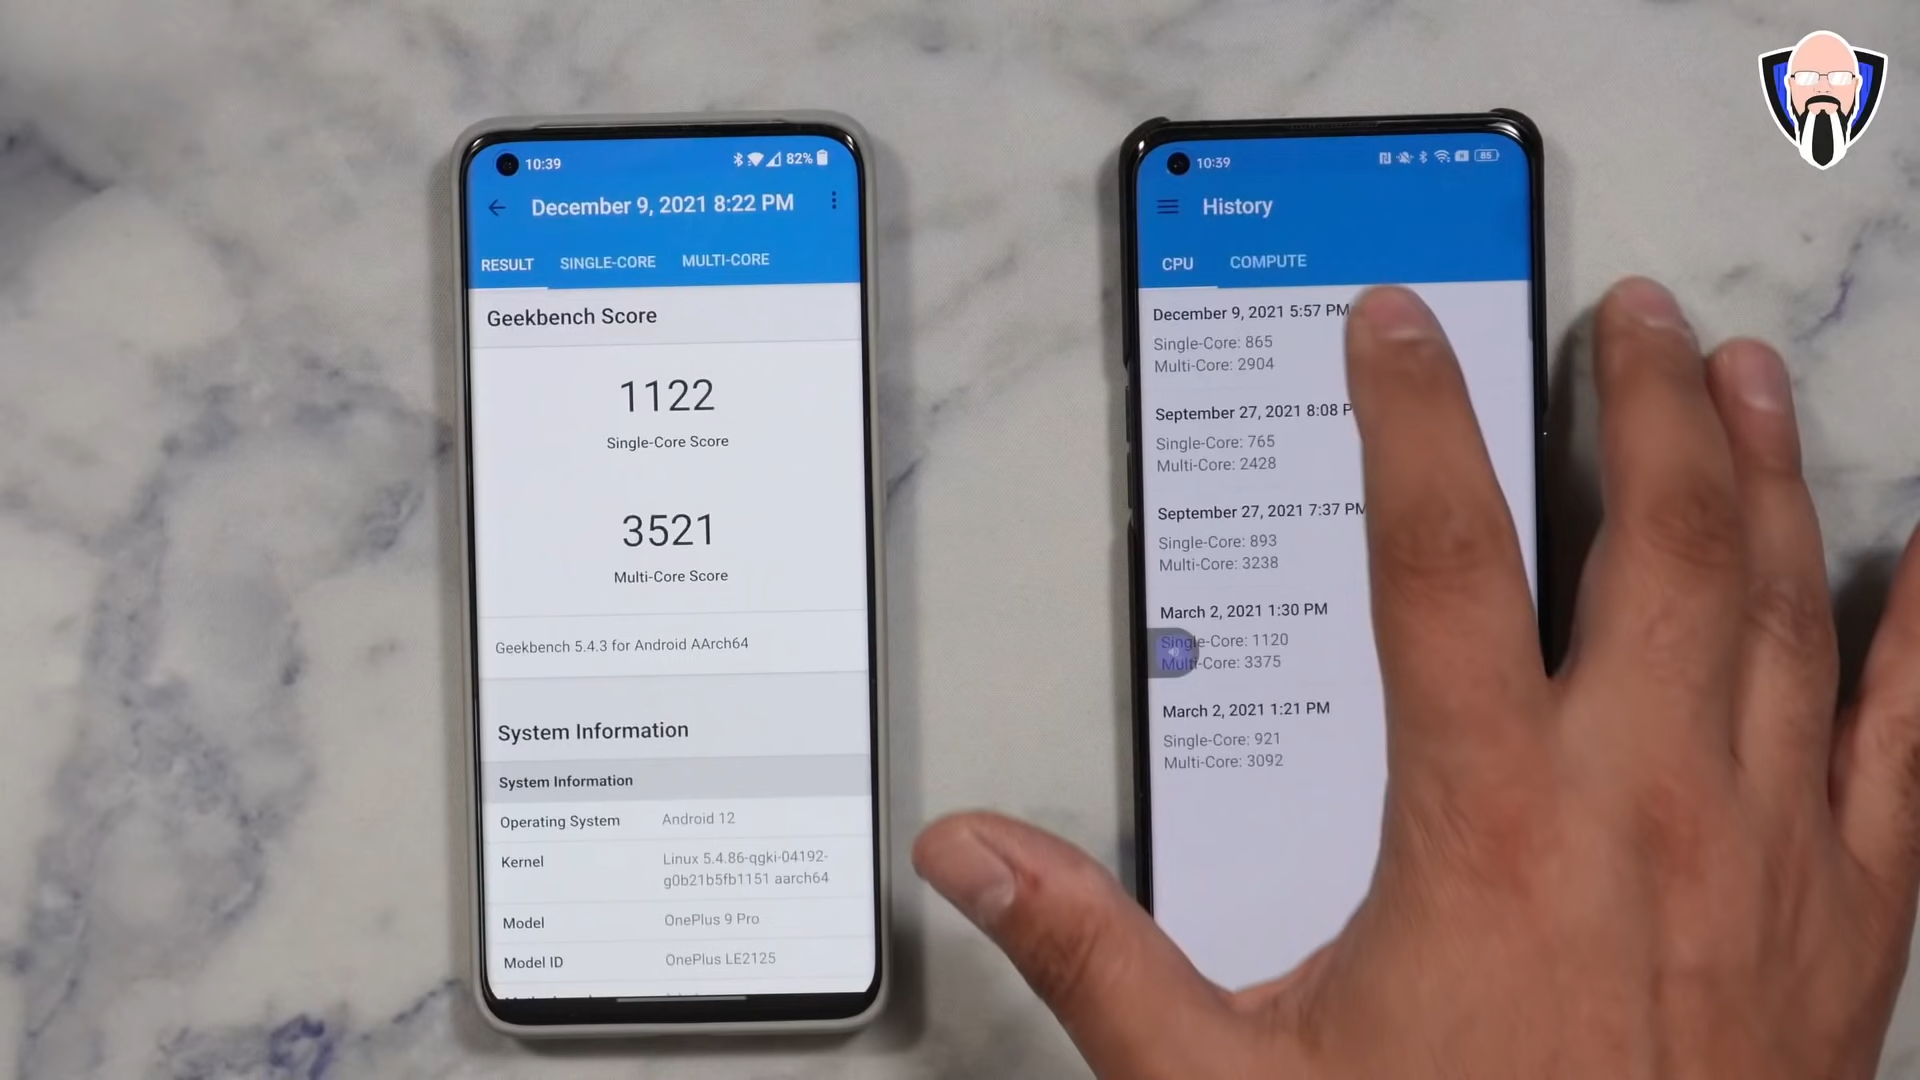 10:39
82%
December 9, 2021 8:22 PM
RESULT SINGLE-CORE MULTI-CORE
Geekbench Score
1122
Single-Core Score
3521
Multi-Core Score
Geekbench 5.4.3 for Android AArch64
System Information
System Information
Operating System Android 12
Kernel Linux 5.4.86-qgki-04192-
g0b21b5fb1151 aarch64
Model OnePlus 9 Pro
Model ID OnePlus LE2125
10:39
85
History
CPU COMPUTE
December 9, 2021 5:57 PM
Single-Core: 865
Multi-Core: 2904
September 27, 2021 8:08 P
Single-Core: 765
Multi-Core: 2428
September 27, 2021 7:37 PM
Single-Core: 893
Multi-Core: 3238
March 2, 2021 1:30 PM
Single-Core: 1120
Multi-Core: 3375
March 2, 2021 1:21 PM
Single-Core: 921
Multi-Core: 3092